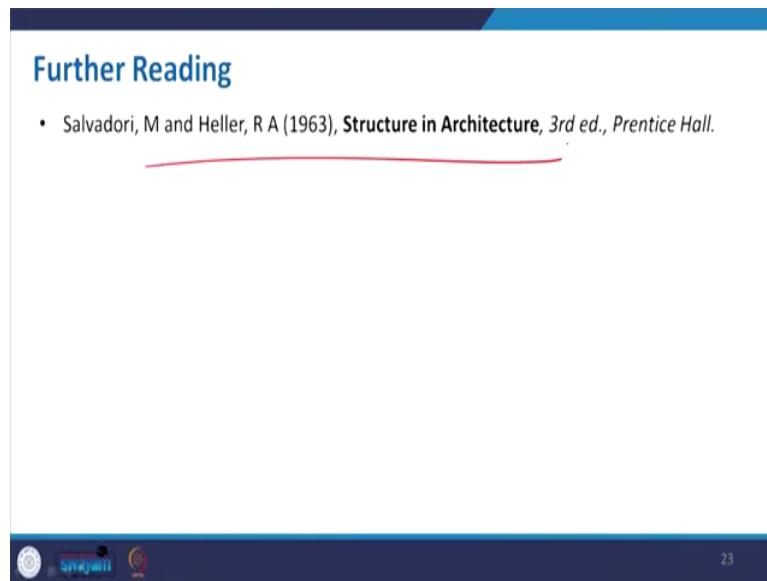 Further Reading
• Salvadori, M and Heller, R A (1963), Structure in Architecture, 3rd ed., Prentice Hall.
swayam
23